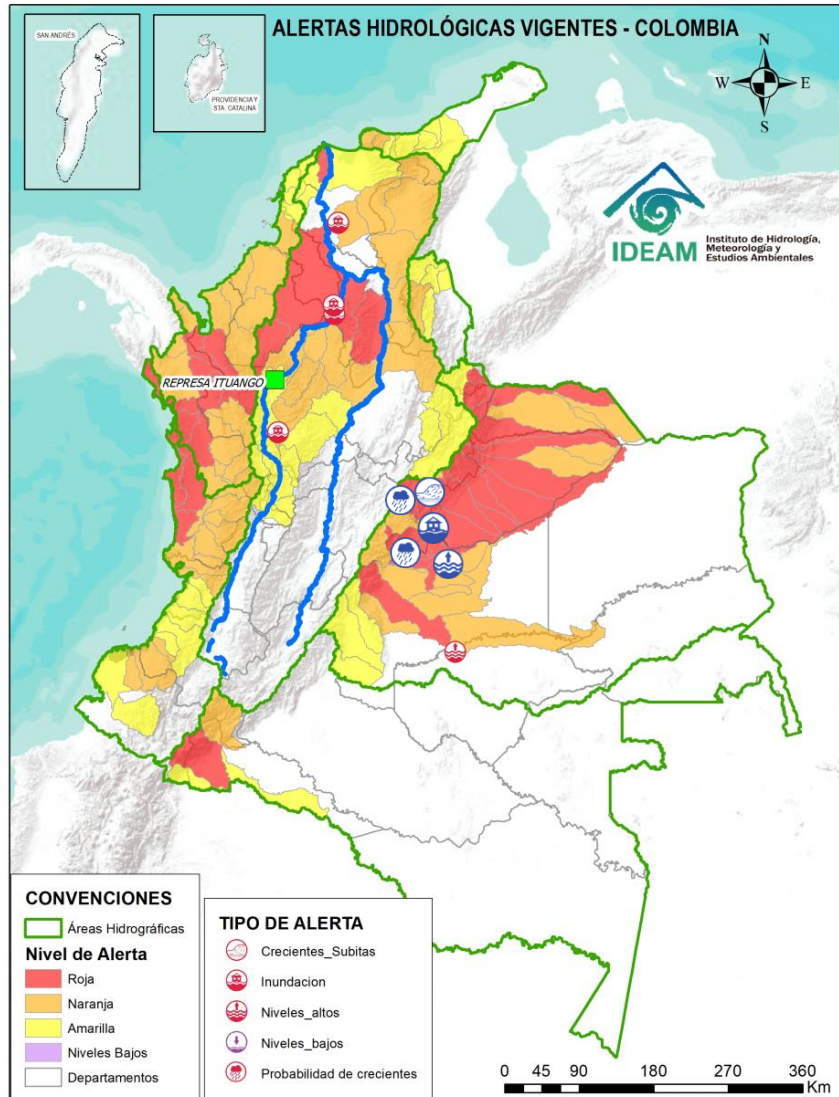 ALERTAS HIDROLÓGICAS VIGENTES - COLOMBIA
SAN ANDRÉS
PROVIDENCIA Y
STA. CATALINA
N
W
E
S
IDEAM
Instituto de Hidrología,
Meteorología y
Estudios Ambientales
REPRESA ITUANGO
CONVENCIONES
Áreas Hidrográficas
Nivel de Alerta
Roja
Naranja
Amarilla
Niveles Bajos
Departamentos
TIPO DE ALERTA
Crecientes_Subitas
Inundacion
Niveles_altos
Niveles_bajos
Probabilidad de crecientes
0 45 90 180 270 360
Km